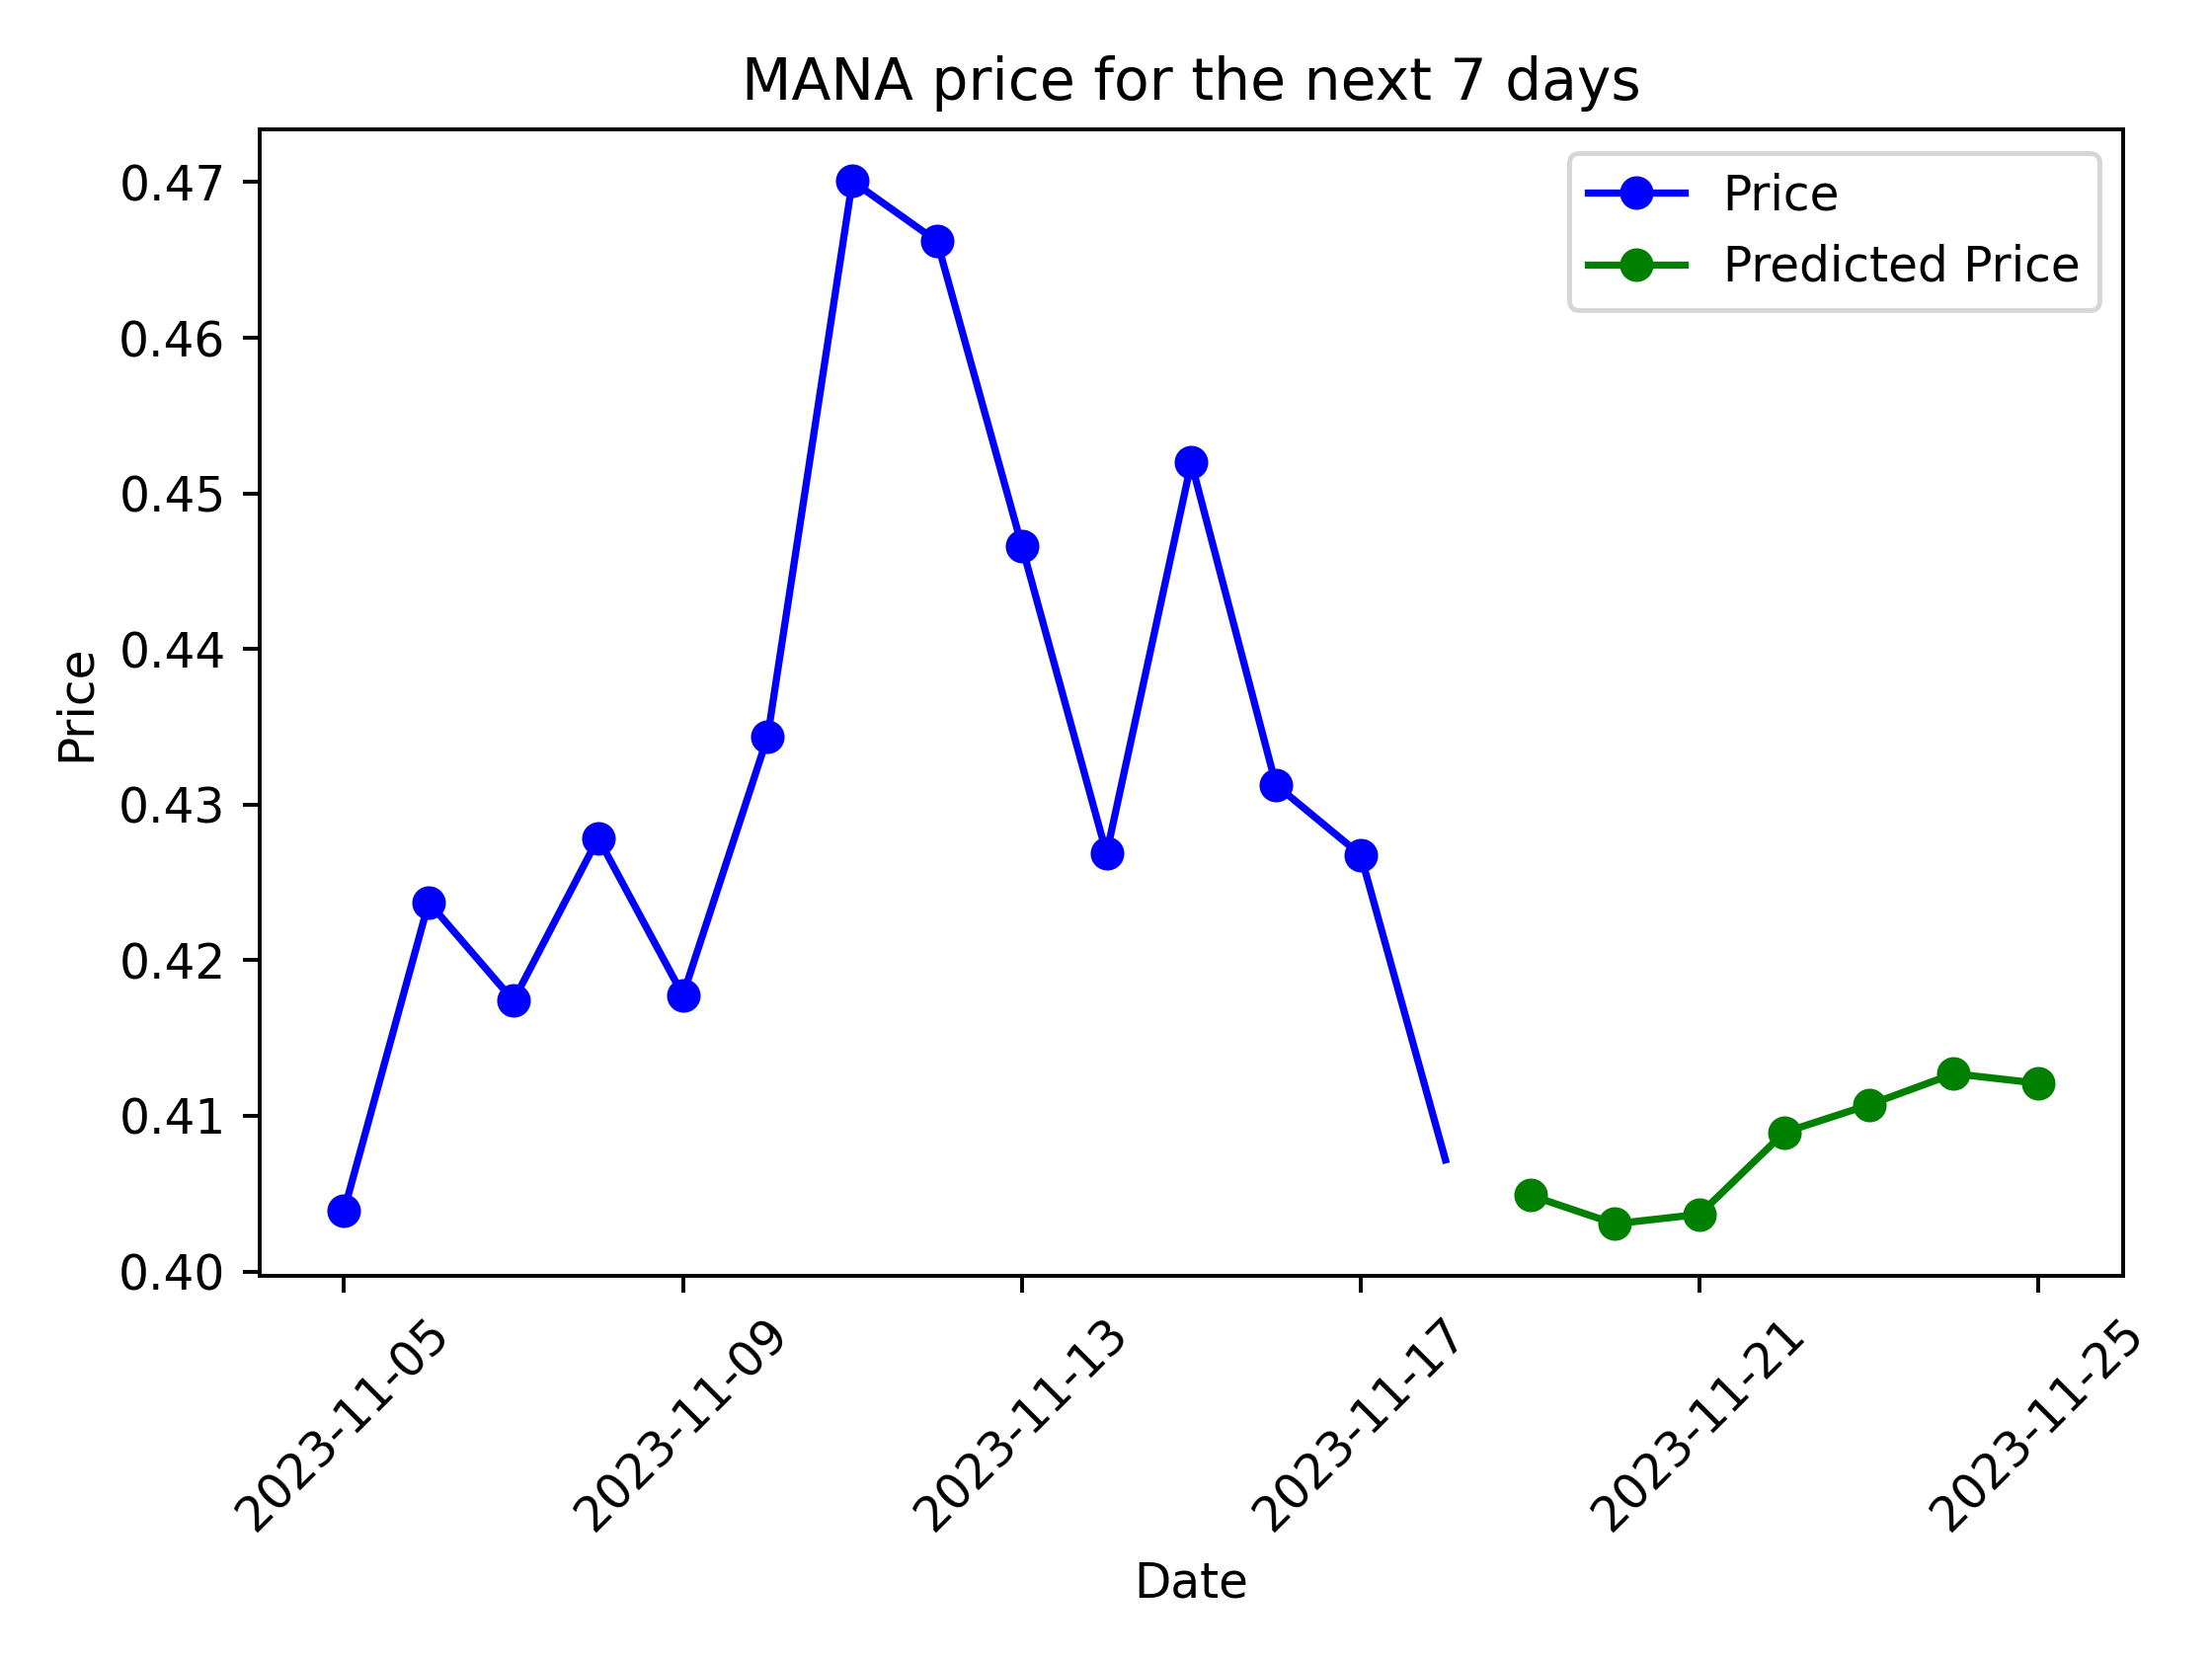 MANA price for the next 7 days
Price
Predicted Price
0.47
0.46
0.45
0.44
0.43
0.42
0.41
0.40
Price
2023-11-05
2023-11-09
2023-11-13
2023-11-17
2023-11-21
2023-11-25
Date